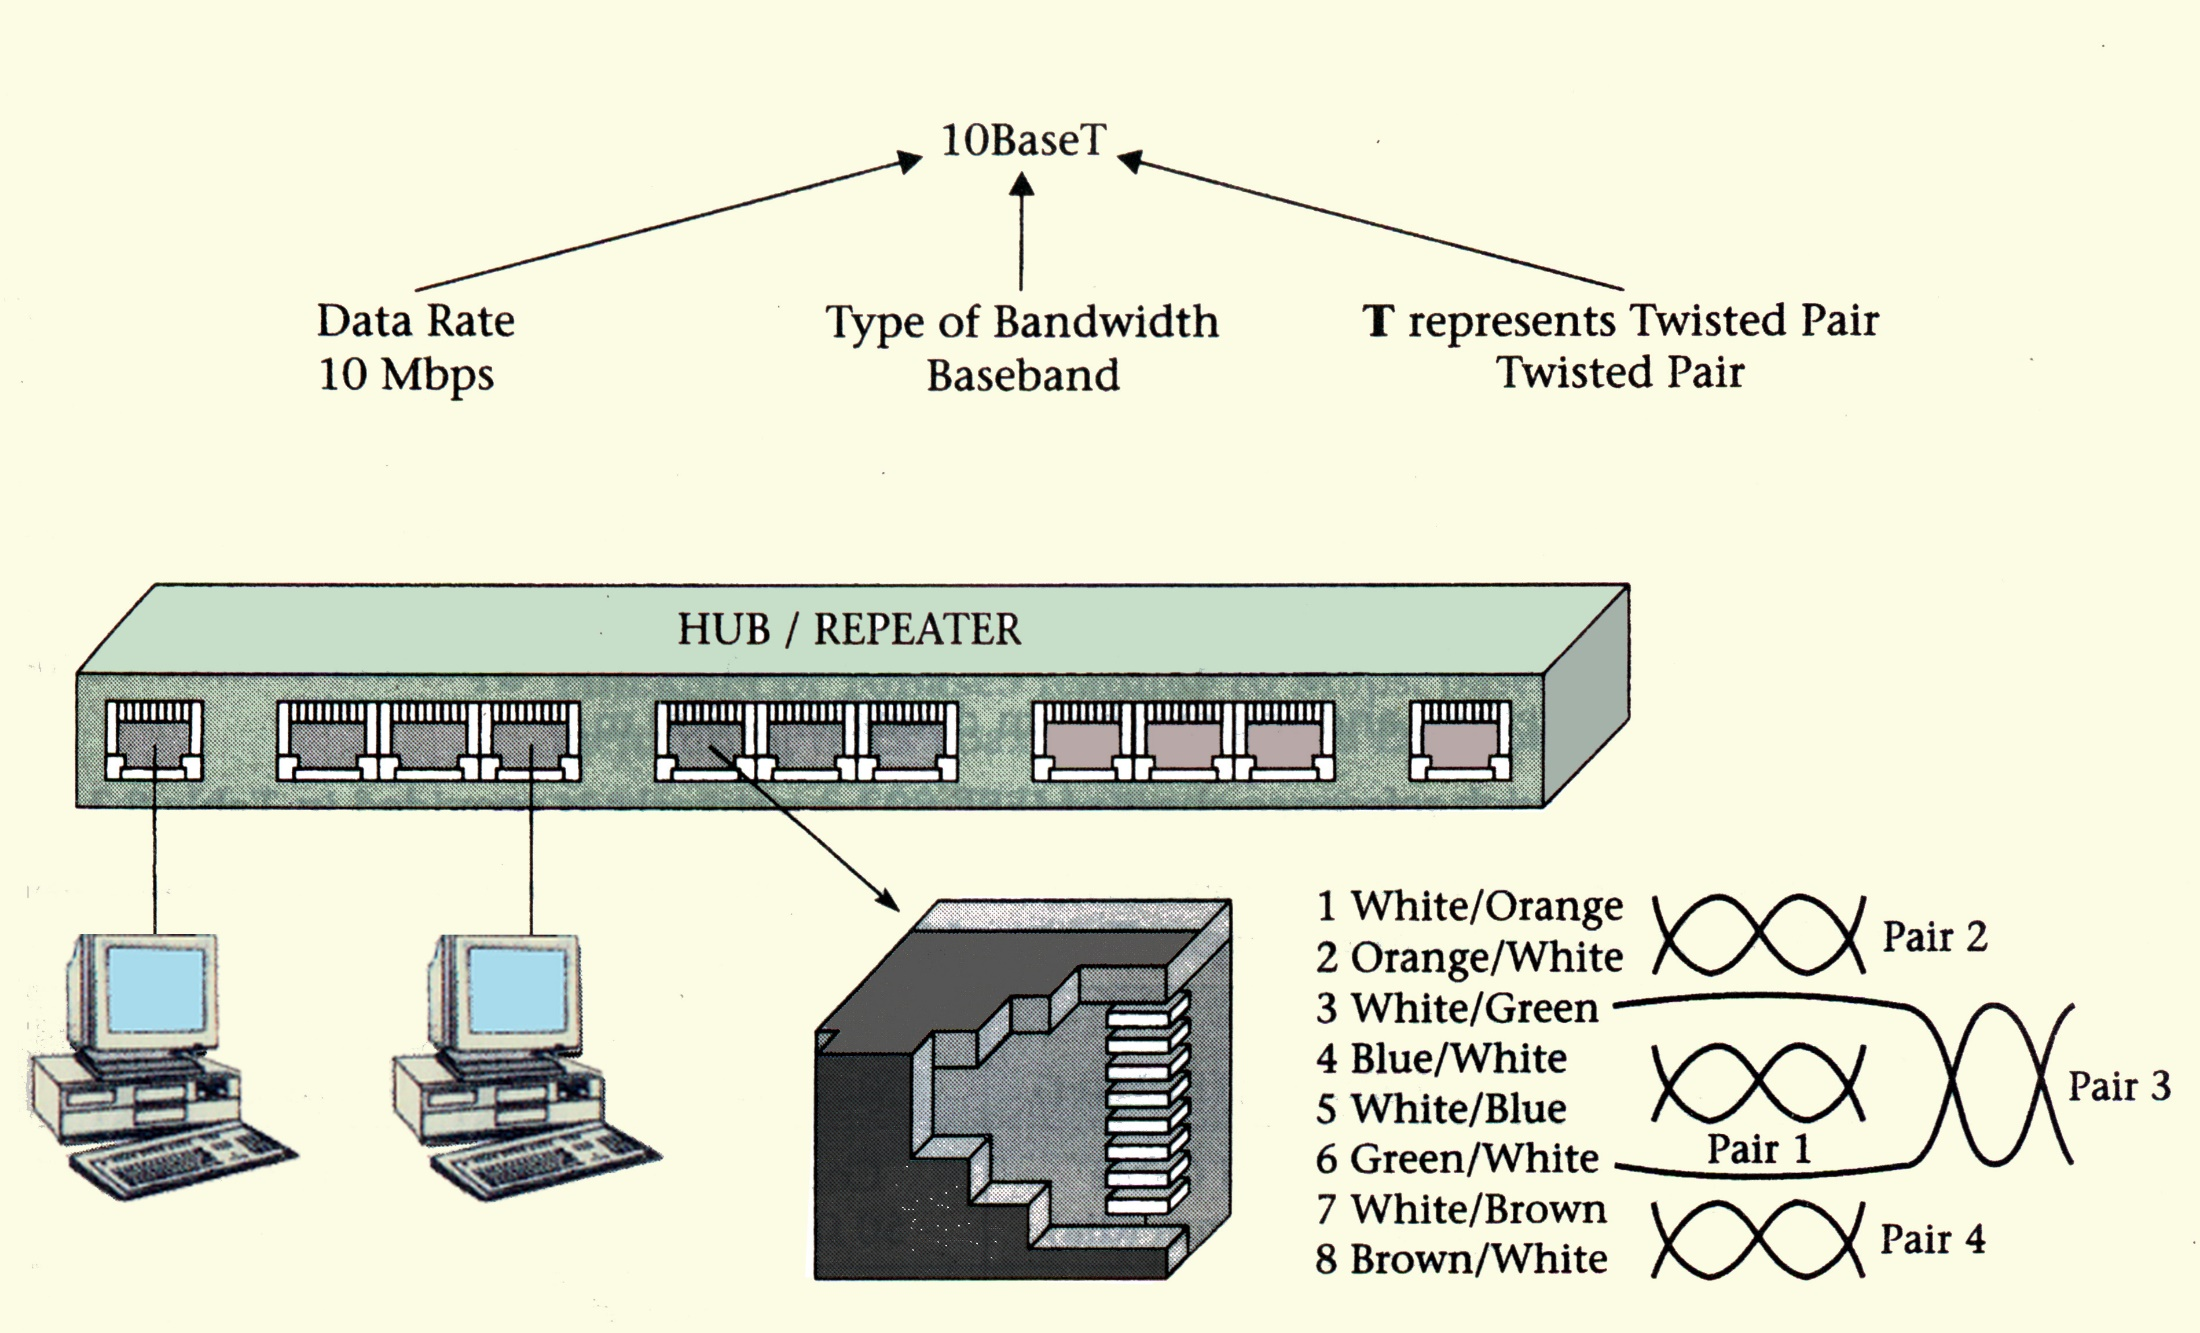 10BaseT
Data Rate
10 Mbps
Type of Bandwidth
Baseband
T represents Twisted Pair
Twisted Pair
HUB / REPEATER
1 White/Orange
2 Orange/White
Pair 2
3 White/Green
4 Blue/White
5 White/Blue
Pair 3
Pair 1
6 Green/White
7 White/Brown
8 Brown/White
Pair 4